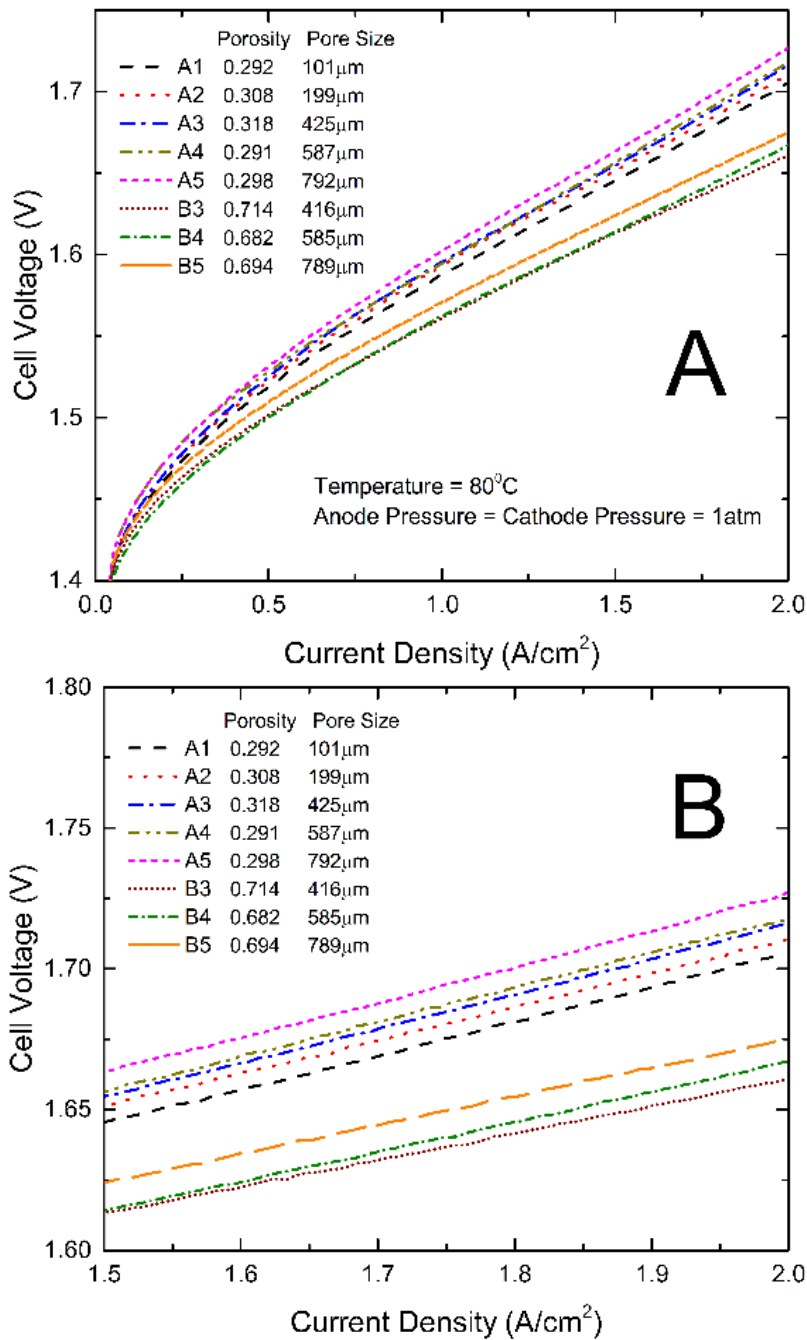 Porosity Pore Size
A1 0.292 101μm
A2 0.308 199μm
A3 0.318 425μm
A4 0.291 587μm
A5 0.298 792μm
B3 0.714 416μm
B4 0.682 585μm
B5 0.694 789μm
1.7
1.6
1.5
1.4
Cell Voltage (V)
A
Temperature = 80⁰C
Anode Pressure = Cathode Pressure = 1atm
0.0 0.5 1.0 1.5 2.0
Current Density (A/cm²)
1.80
1.75
1.70
1.65
1.60
Cell Voltage (V)
Porosity Pore Size
A1 0.292 101μm
A2 0.308 199μm
A3 0.318 425μm
A4 0.291 587μm
A5 0.298 792μm
B3 0.714 416μm
B4 0.682 585μm
B5 0.694 789μm
B
1.5 1.6 1.7 1.8 1.9 2.0
Current Density (A/cm²)